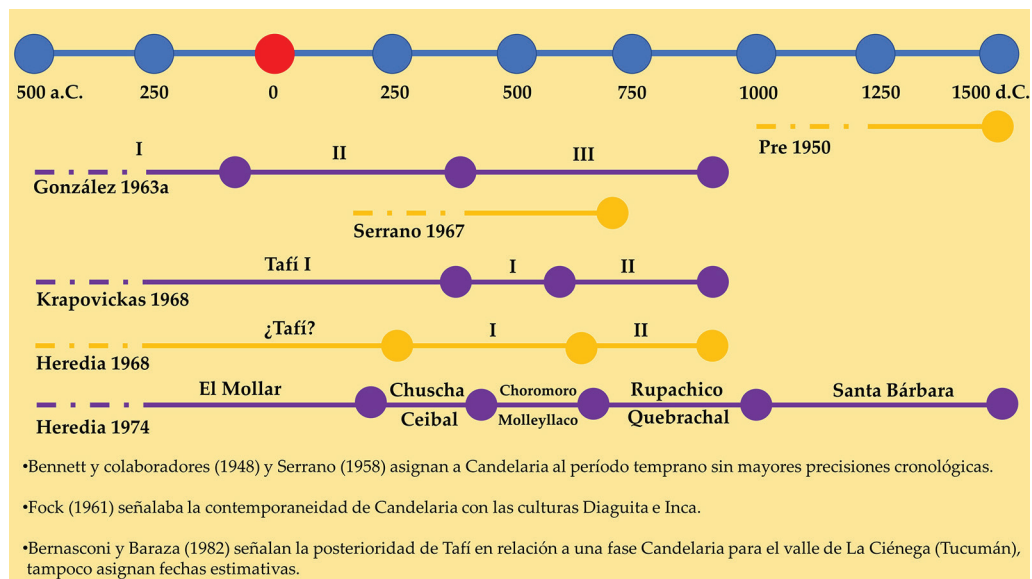 500 a.C. 250 0 250 500 750 1000 1250 1500 d.C.
Pre 1950
I II III
González 1963a
Serrano 1967
Tafí I I II
Krapovickas 1968
¿Tafí? I II
Heredia 1968
El Mollar Chuscha Choromoro Rupachico Santa Bárbara
Ceibal Molleyllaco Quebrachal
Heredia 1974
•Bennett y colaboradores (1948) y Serrano (1958) asignan a Candelaria al período temprano sin mayores precisiones cronológicas.
•Fock (1961) señalaba la contemporaneidad de Candelaria con las culturas Diaguita e Inca.
•Bernasconi y Baraza (1982) señalan la posterioridad de Tafí en relación a una fase Candelaria para el valle de La Ciénega (Tucumán),
tampoco asignan fechas estimativas.